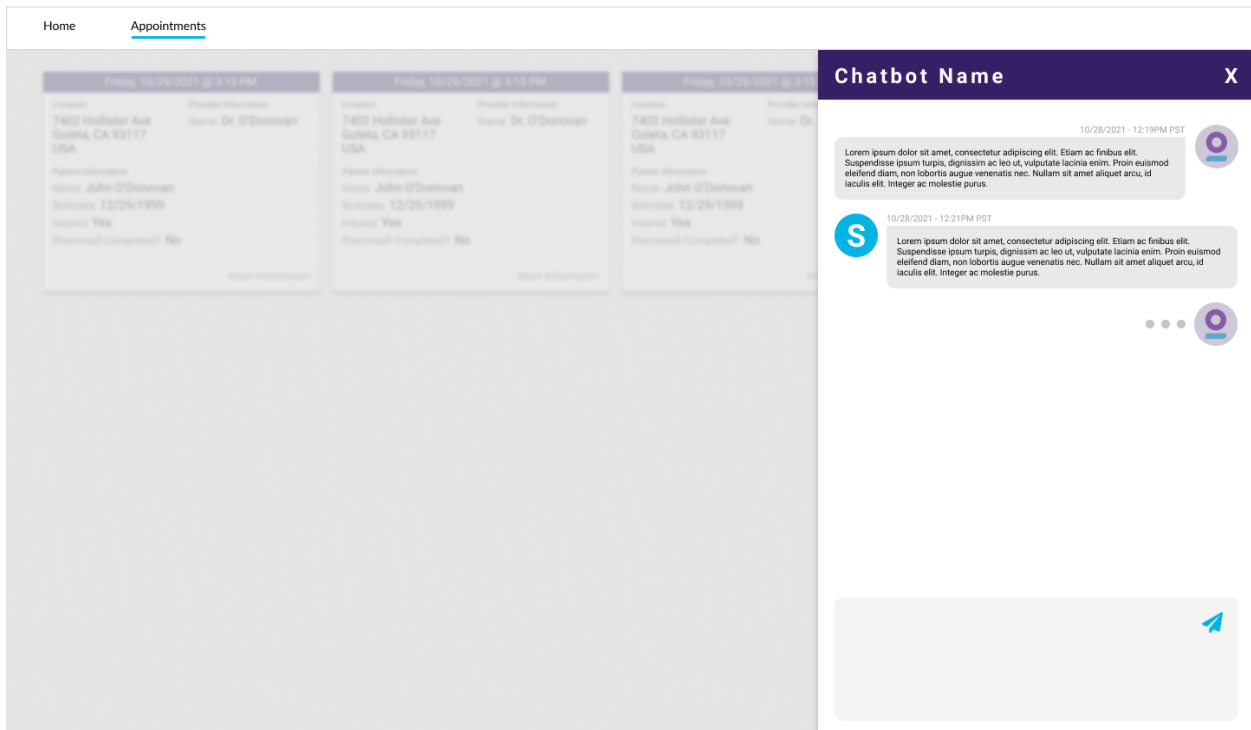 Home Appointments
Chatbot Name X
Friday, 10/29/2021 @ 3:15 PM Friday, 10/29/2021 @ 3:15 PM Friday, 10/29/2021 @ 3:15
Location Provider Information Location Provider Information Location
7402 Hollister Ave Name Dr. O'Donovan 7402 Hollister Ave Name Dr. O'Donovan 7402 Hollister Ave Name Dr.
Goleta, CA 93117 Goleta, CA 93117 Goleta, CA 93117
USA USA USA
Patient Information Patient Information Patient Information
Name John O'Donovan Name John O'Donovan Name John O'Donovan
Birthdate 12/29/1999 Birthdate 12/29/1999 Birthdate 12/29/1999
Insured Yes Insured Yes Insured Yes
Preconsult Completed? No Preconsult Completed? No Preconsult Completed? No
More Information More Information
10/28/2021 - 12:19PM PST
Lorem ipsum dolor sit amet, consectetur adipiscing elit. Etiam ac finibus elit.
Suspendisse ipsum turpis, dignissim ac leo ut, vulputate lacinia enim. Proin euismod
eleifend diam, non lobortis augue venenatis nec. Nullam sit amet aliquet arcu, id
iaculis elit. Integer ac molestie purus.
10/28/2021 - 12:21PM PST
S
Lorem ipsum dolor sit amet, consectetur adipiscing elit. Etiam ac finibus elit.
Suspendisse ipsum turpis, dignissim ac leo ut, vulputate lacinia enim. Proin euismod
eleifend diam, non lobortis augue venenatis nec. Nullam sit amet aliquet arcu, id
iaculis elit. Integer ac molestie purus.